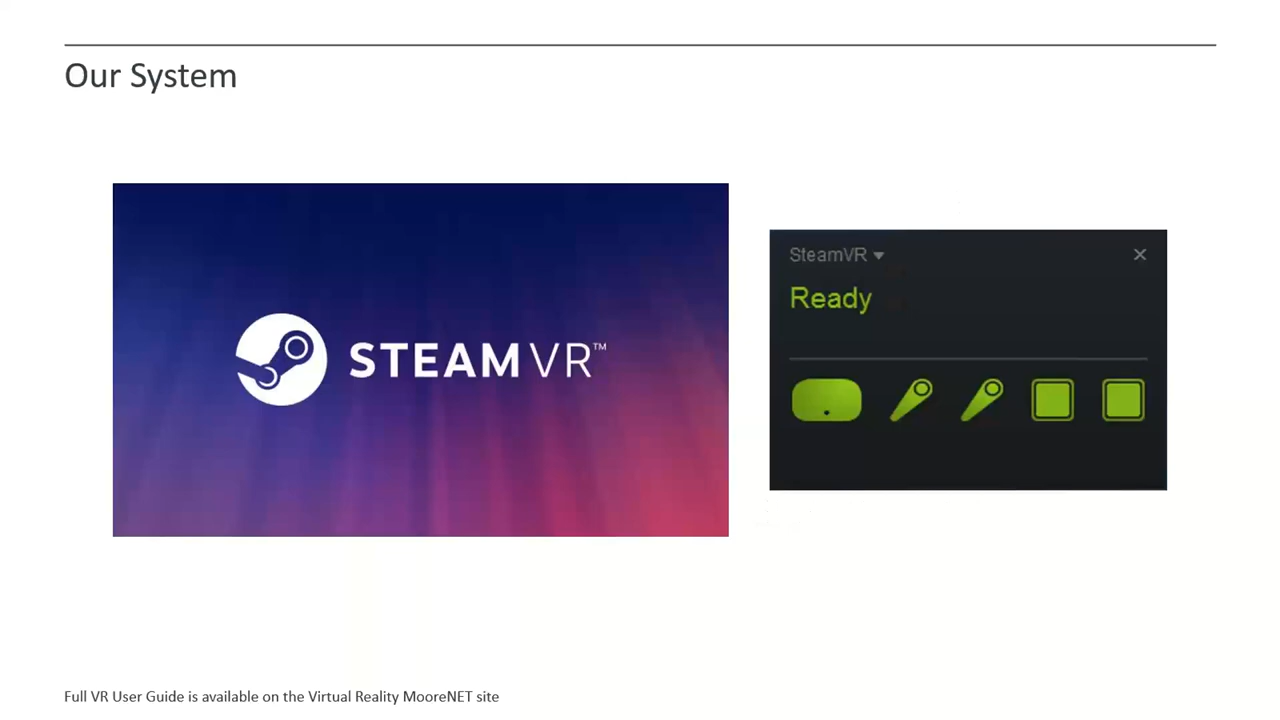 Our System
STEAMVR™
SteamVR
Ready
Full VR User Guide is available on the Virtual Reality MooreNET site